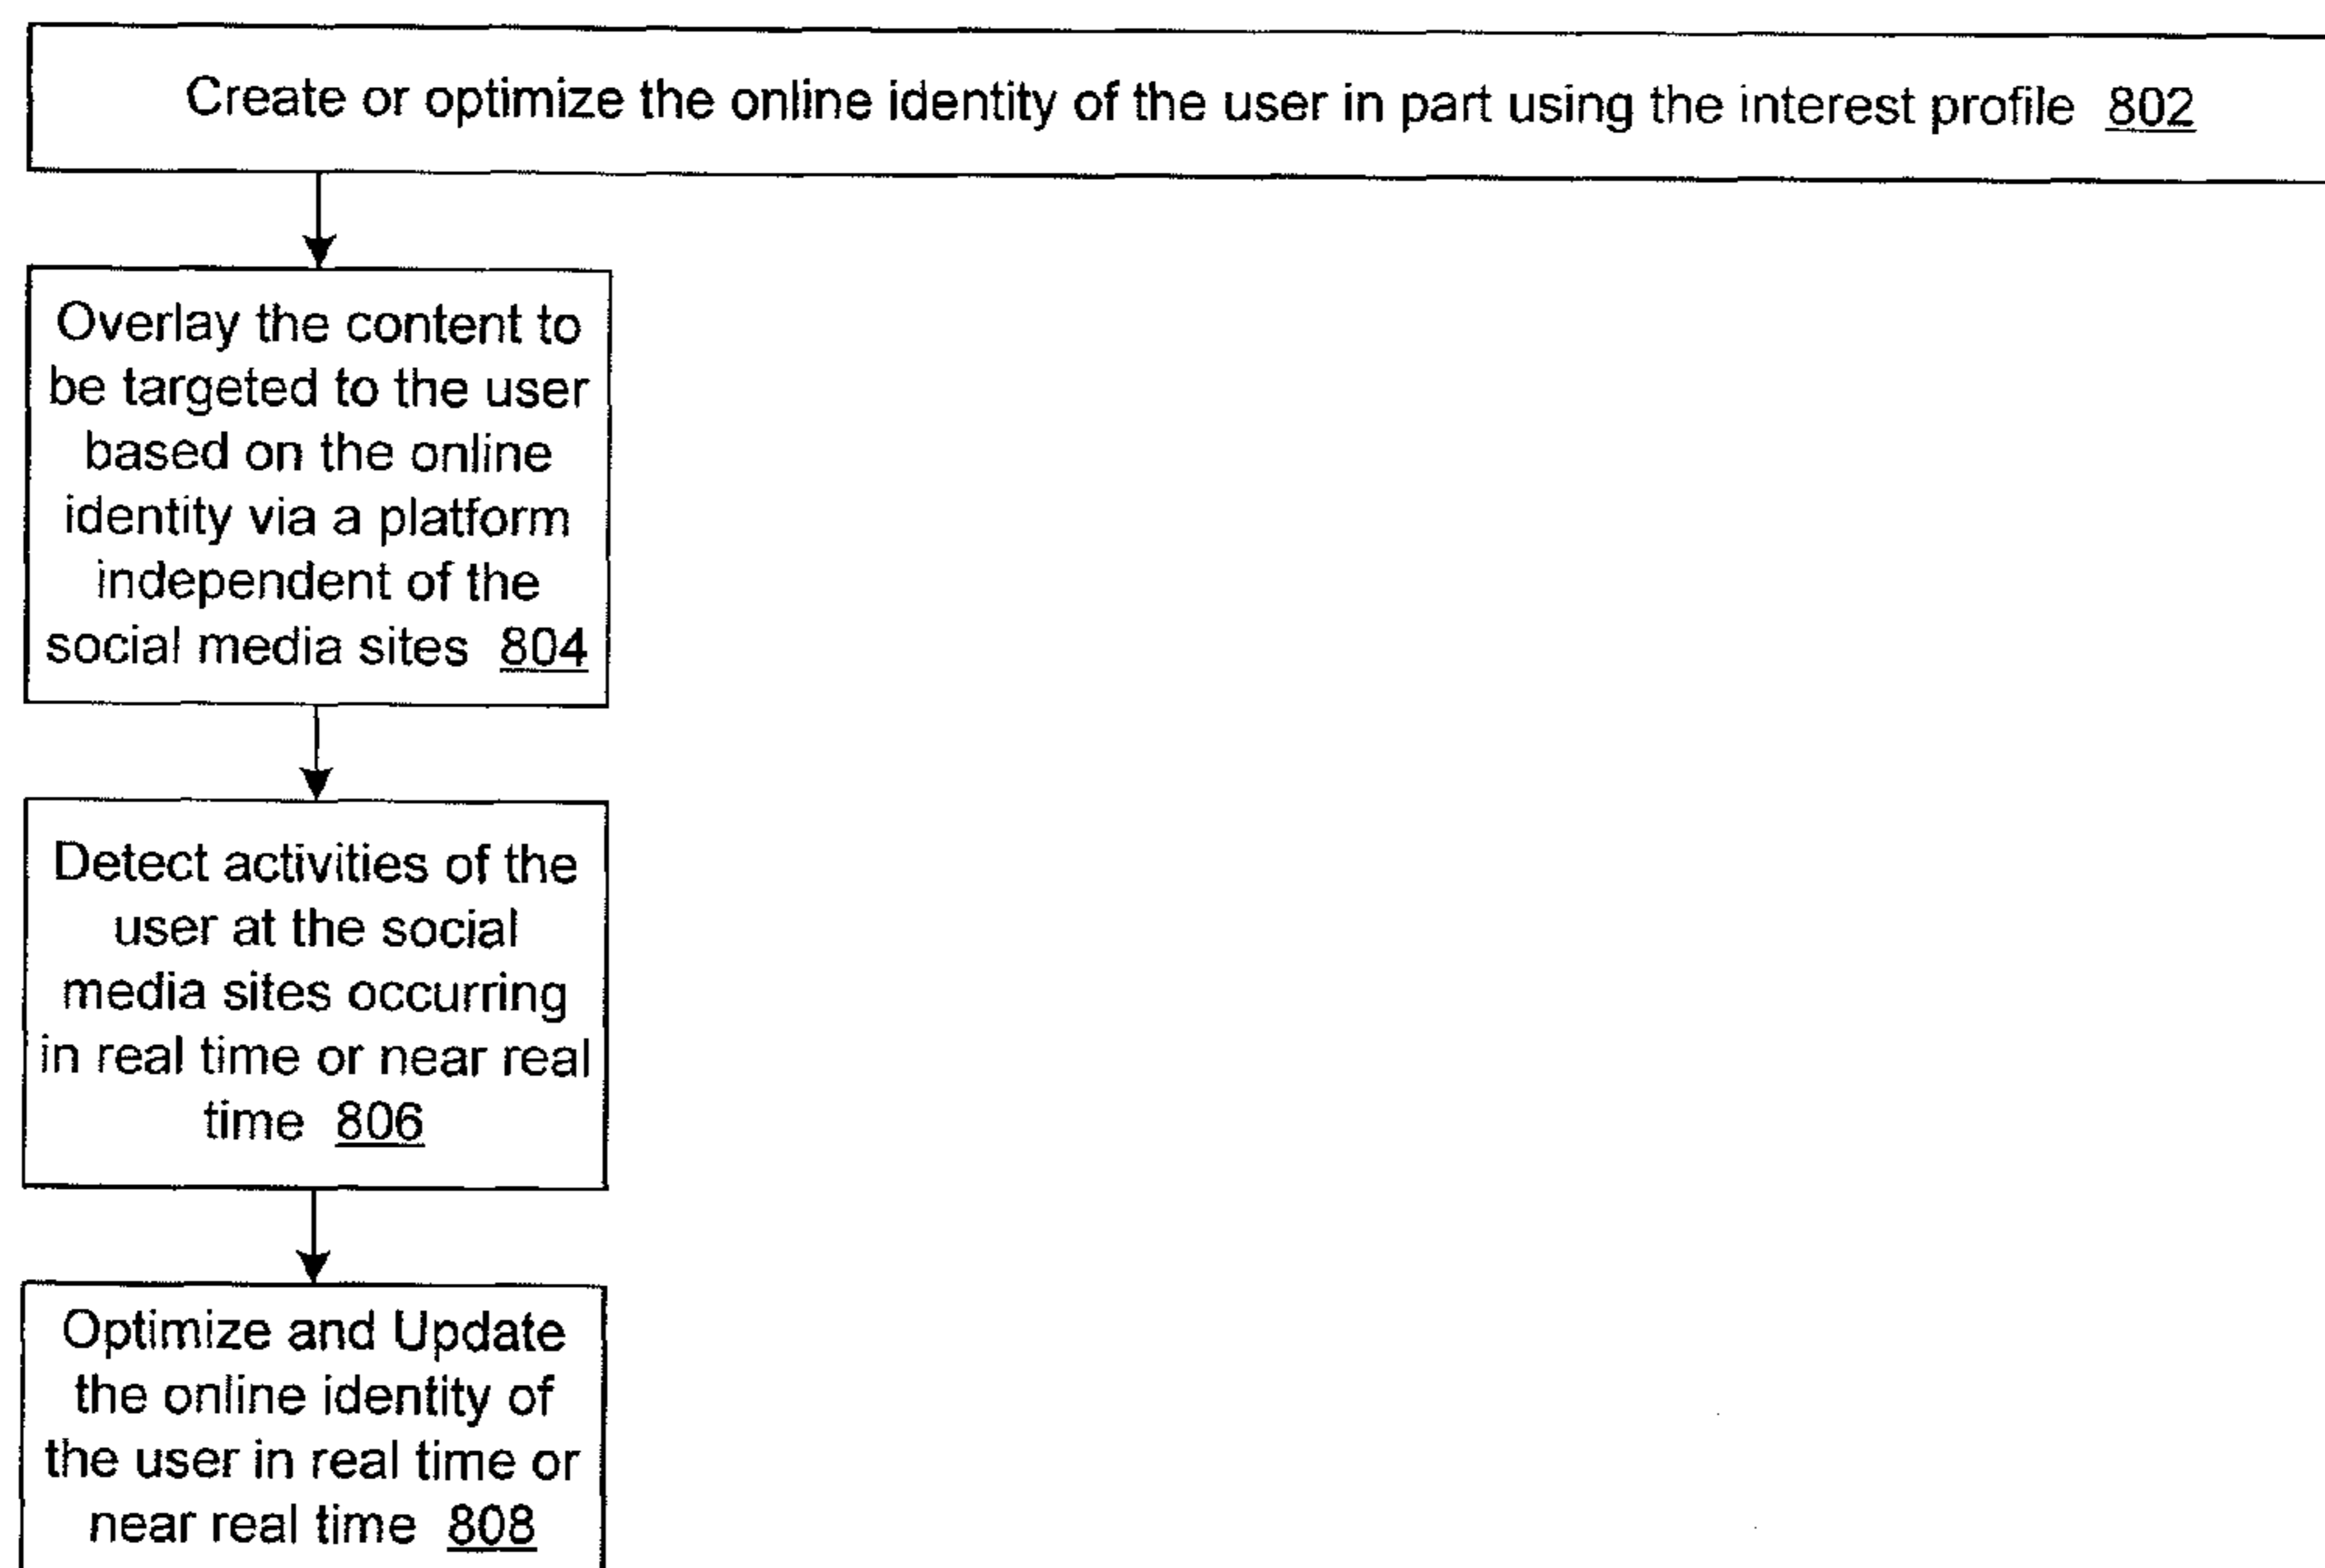 Create or optimize the online identity of the user in part using the interest profile 802
Overlay the content to
be targeted to the user
based on the online
identity via a platform
independent of the
social media sites 804
Detect activities of the
user at the social
media sites occurring
in real time or near real
time 806
Optimize and Update
the online identity of
the user in real time or
near real time 808